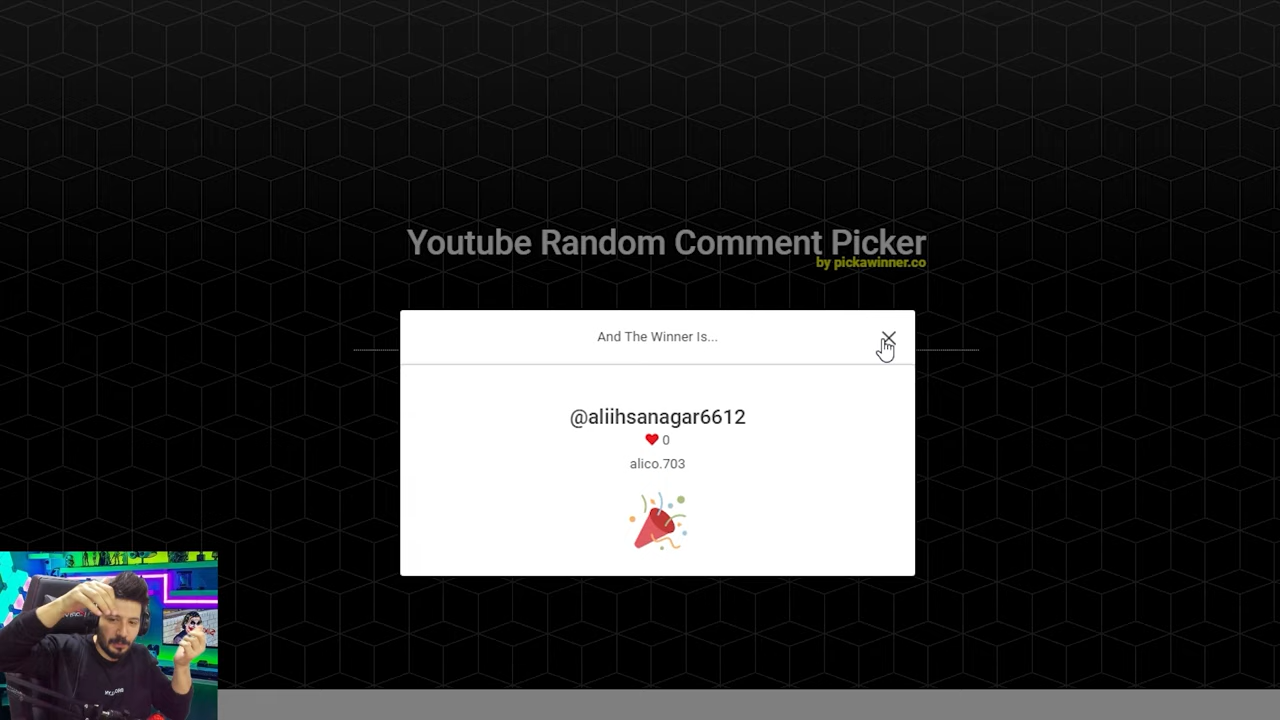 Youtube Random Comment Picker
by pickawinner.co
And The Winner Is...
@aliihsanagar6612
0
alico.703